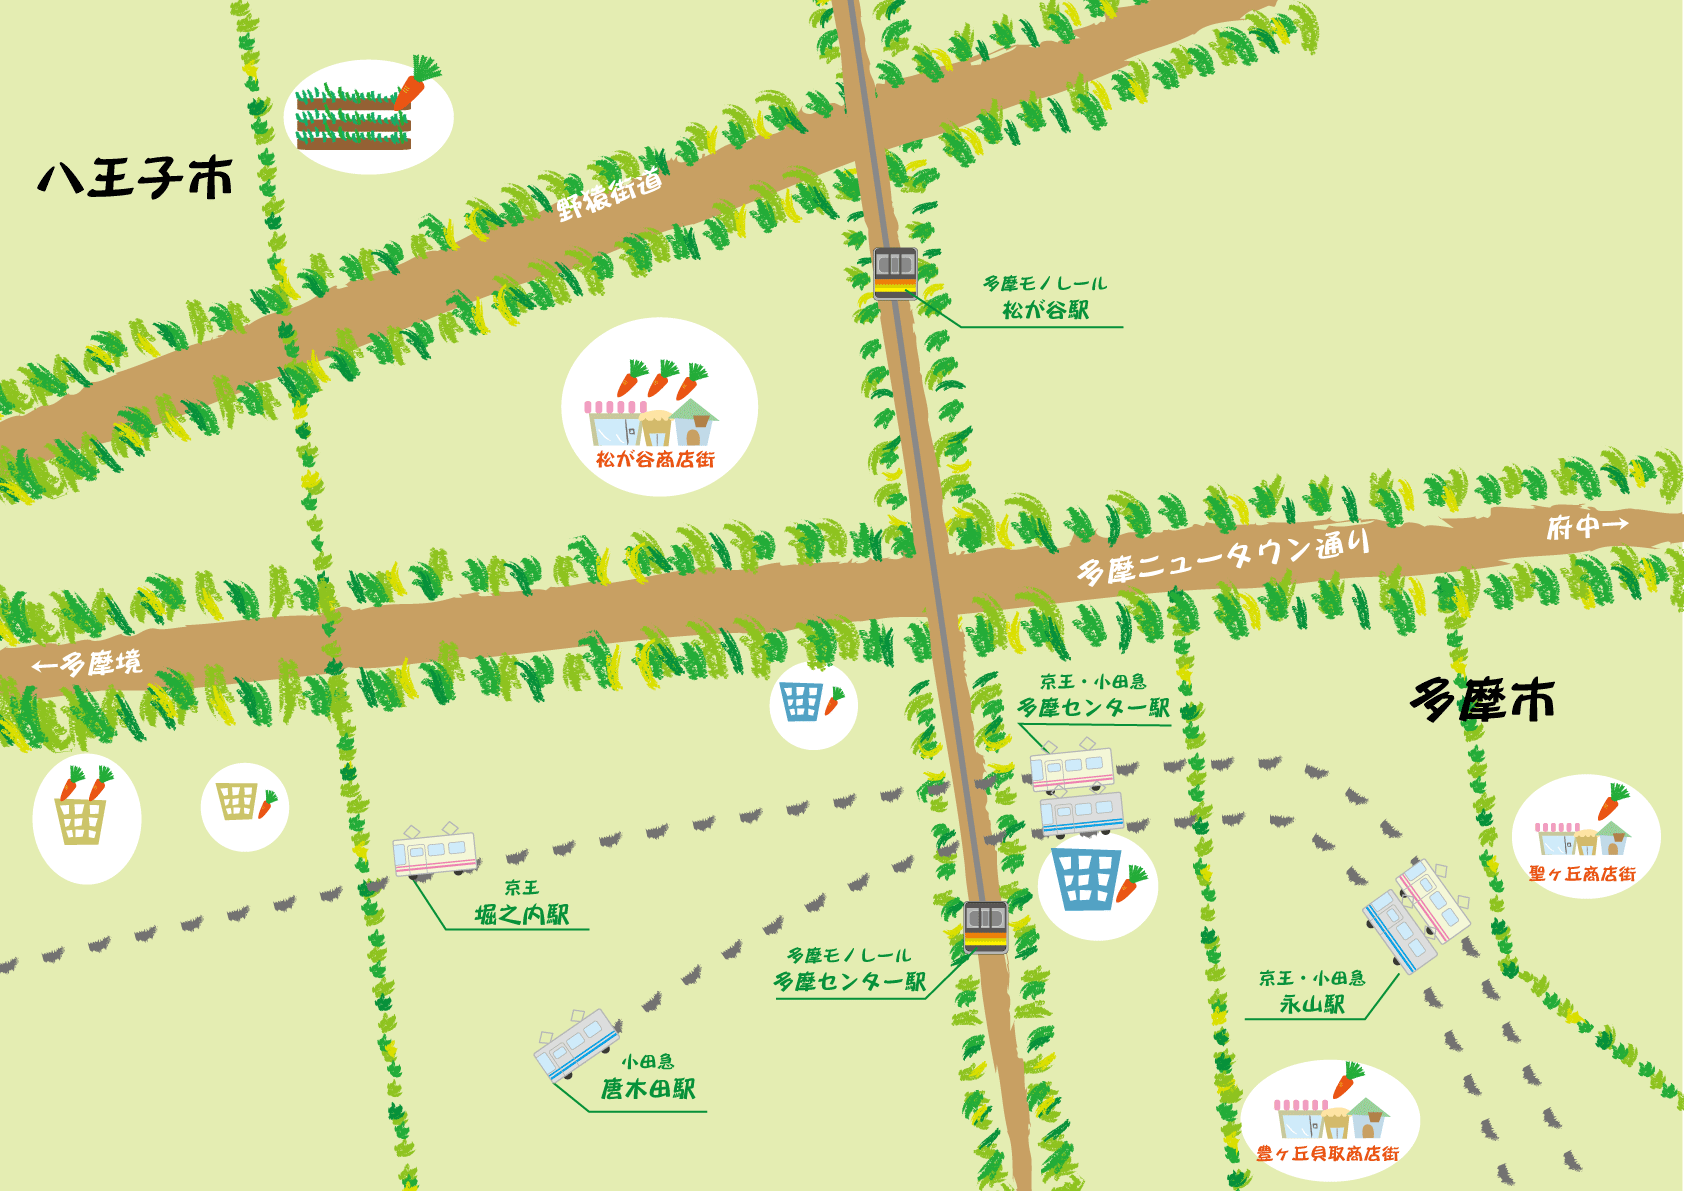 八王子市
野猿街道
多摩モノレール
松が谷駅
松が谷商店街
府中→
多摩ニュータウン通り
←多摩境
京王・小田急
多摩センター駅
多摩市
聖ヶ丘商店街
京王
堀之内駅
多摩モノレール
多摩センター駅
京王・小田急
永山駅
小田急
唐木田駅
豊ヶ丘貝取商店街